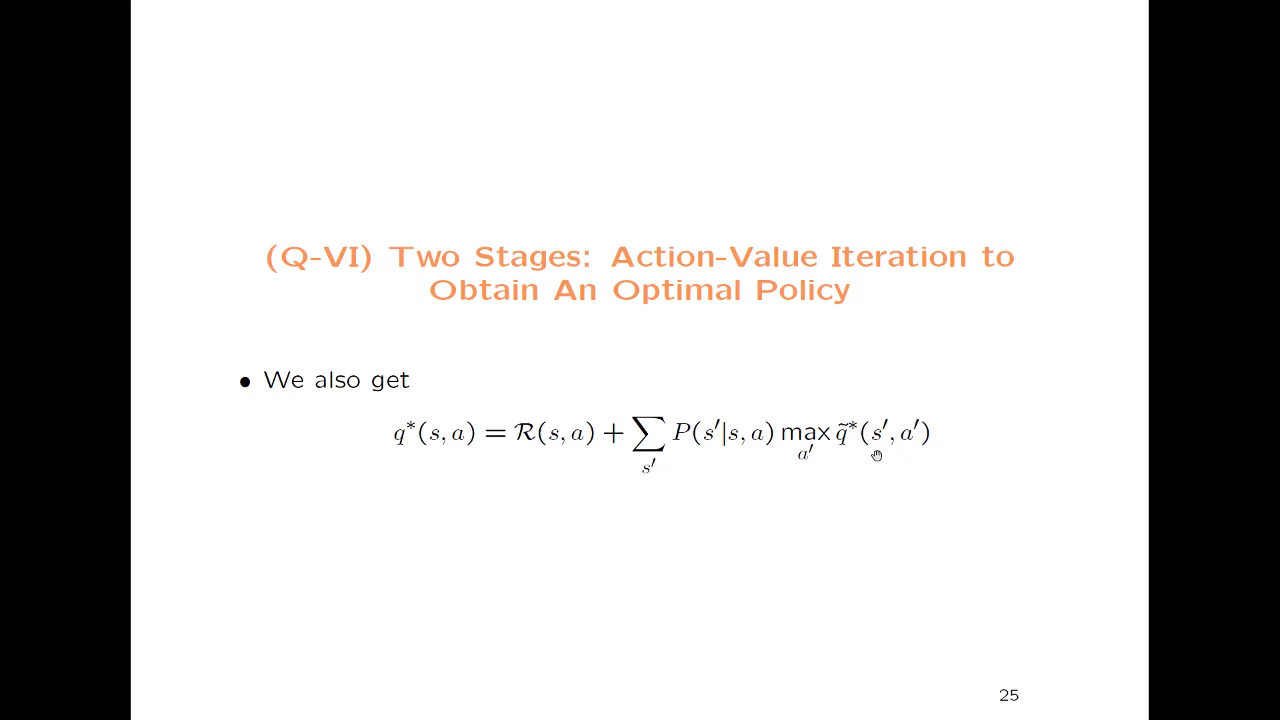 (Q-VI) Two Stages: Action-Value Iteration to
Obtain An Optimal Policy
• We also get
q*(s, a) = R(s, a) + ∑_{s′} P(s′|s, a) max_{a′} q̃*(s′, a′)
25